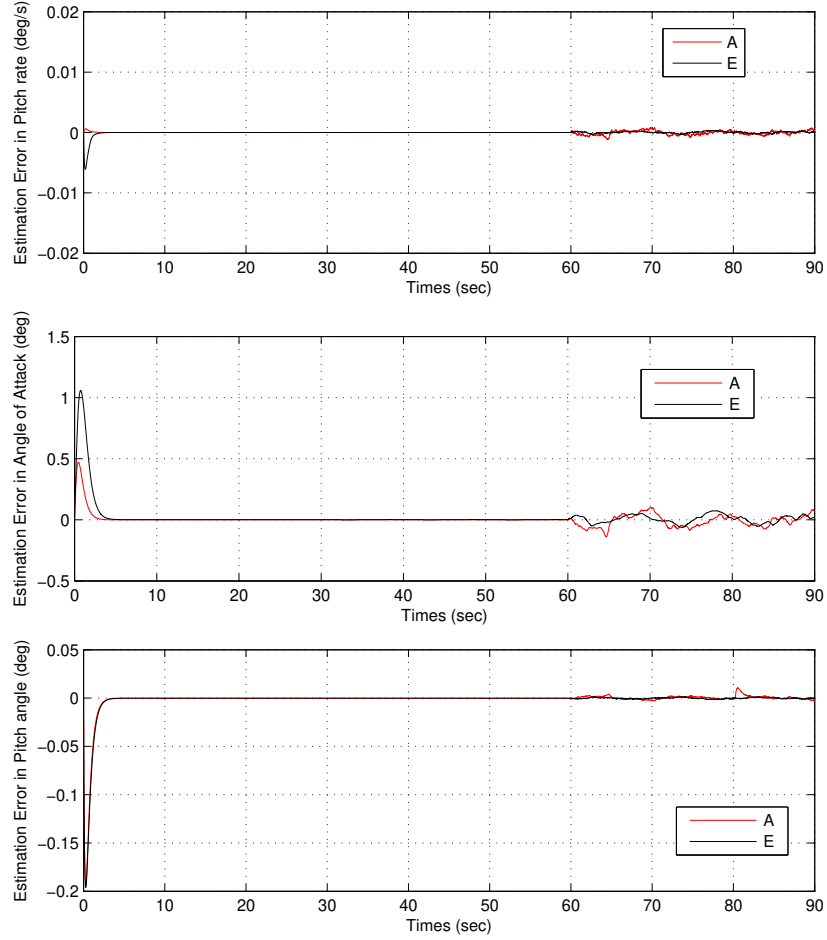 Estimation Error in Pitch rate (deg/s)
0.02
0.01
0
−0.01
−0.02
A
E
0 10 20 30 40 50 60 70 80 90
Times (sec)
Estimation Error in Angle of Attack (deg)
1.5
1
0.5
0
−0.5
A
E
0 10 20 30 40 50 60 70 80 90
Times (sec)
Estimation Error in Pitch angle (deg)
0.05
0
−0.05
−0.1
−0.15
−0.2
A
E
0 10 20 30 40 50 60 70 80 90
Times (sec)